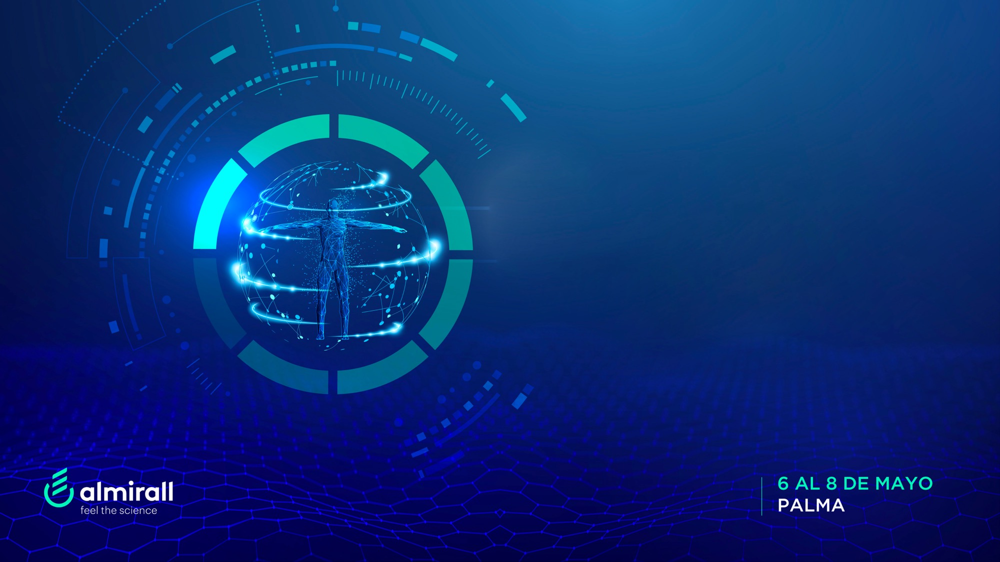 almirall
feel the science
6 AL 8 DE MAYO
PALMA